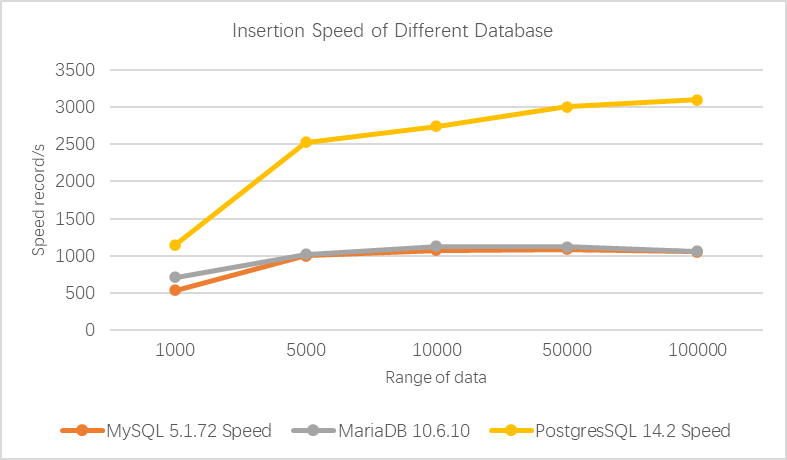 Insertion Speed of Different Database
3500
3000
2500
2000
1500
1000
500
0
Speed record/s
1000 5000 10000 50000 100000
Range of data
MySQL 5.1.72 Speed MariaDB 10.6.10 PostgresSQL 14.2 Speed